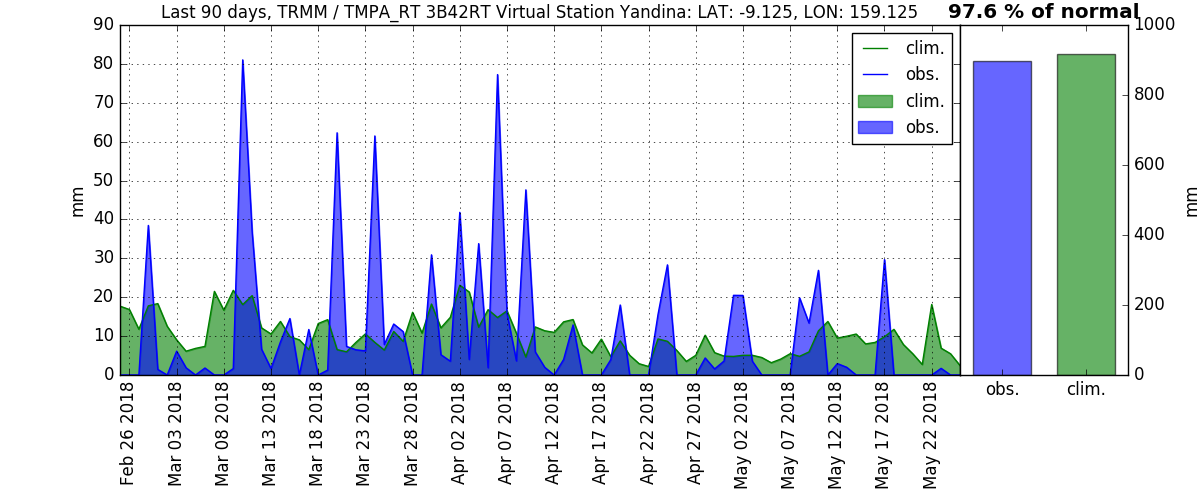 Last 90 days, TRMM / TMPA_RT 3B42RT Virtual Station Yandina: LAT: -9.125, LON: 159.125
97.6 % of normal
90
80
70
60
50
40
30
20
10
0
mm
clim.
obs.
clim.
obs.
1000
800
600
400
200
0
mm
obs.
clim.
Feb 26 2018
Mar 03 2018
Mar 08 2018
Mar 13 2018
Mar 18 2018
Mar 23 2018
Mar 28 2018
Apr 02 2018
Apr 07 2018
Apr 12 2018
Apr 17 2018
Apr 22 2018
Apr 27 2018
May 02 2018
May 07 2018
May 12 2018
May 17 2018
May 22 2018